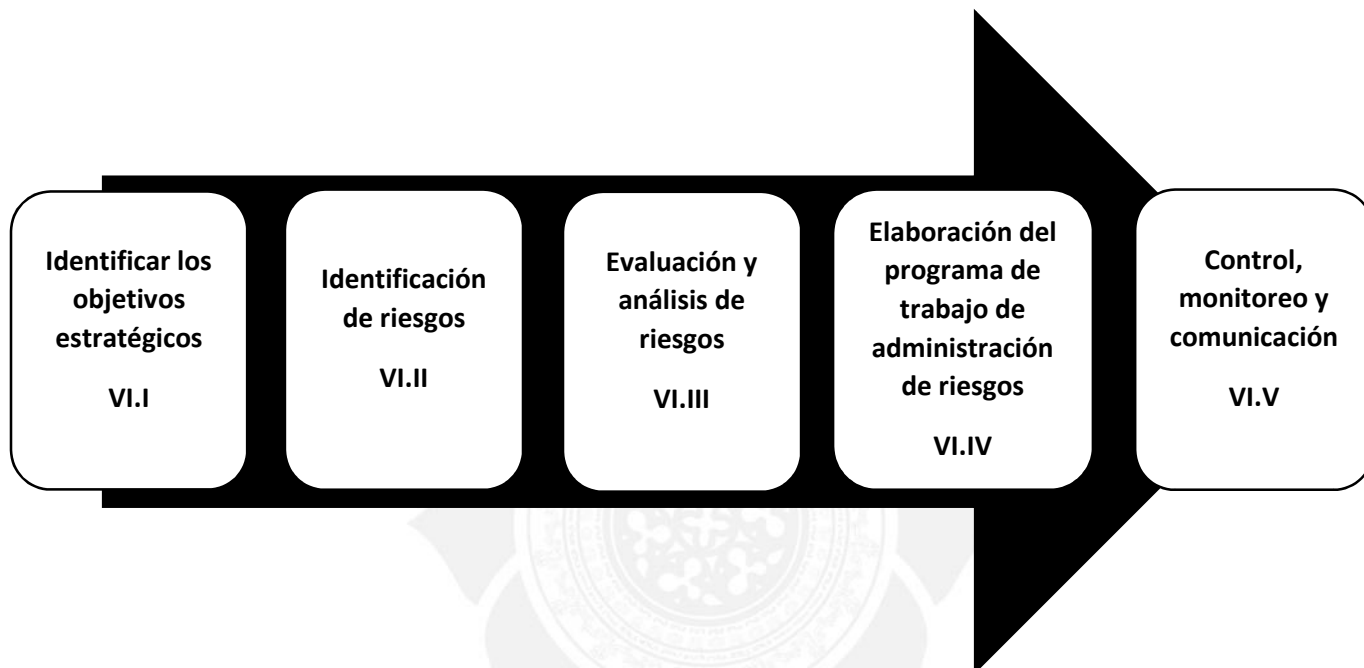 Identificar los
objetivos
estratégicos
VI.I
Identificación
de riesgos
VI.II
Evaluación y
análisis de
riesgos
VI.III
Elaboración del
programa de
trabajo de
administración
de riesgos
VI.IV
Control,
monitoreo y
comunicación
VI.V